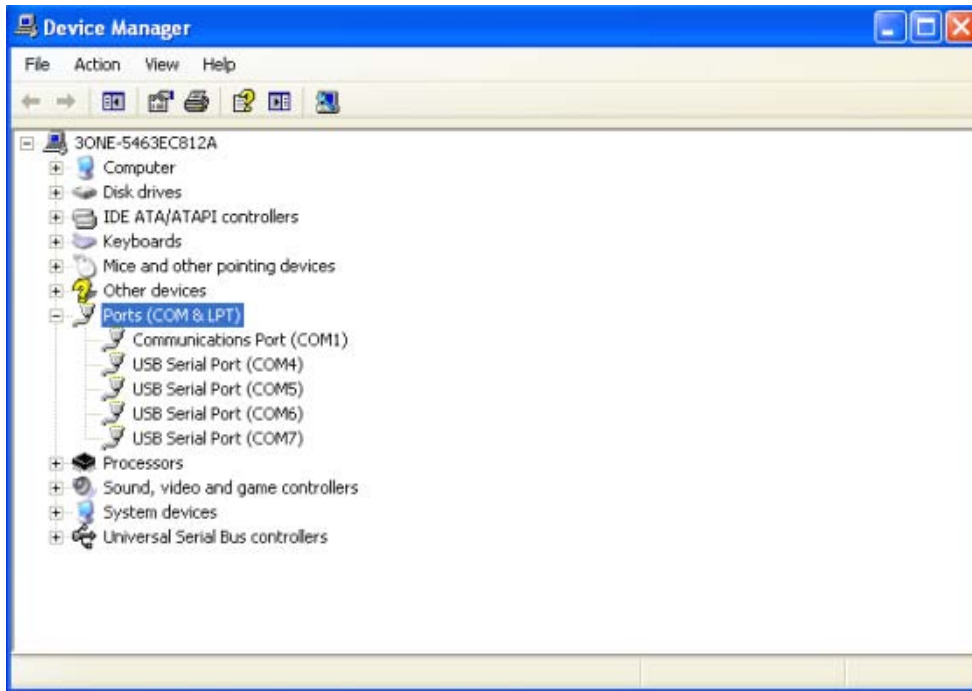 Device Manager
File Action View Help
3ONE-5463EC812A
Computer
Disk drives
IDE ATA/ATAPI controllers
Keyboards
Mice and other pointing devices
Other devices
Ports (COM & LPT)
Communications Port (COM1)
USB Serial Port (COM4)
USB Serial Port (COM5)
USB Serial Port (COM6)
USB Serial Port (COM7)
Processors
Sound, video and game controllers
System devices
Universal Serial Bus controllers